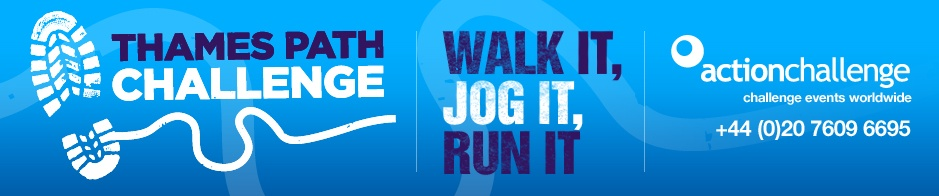 THAMES PATH
CHALLENGE
WALK IT,
JOG IT,
RUN IT
actionchallenge
challenge events worldwide
+44 (0)20 7609 6695